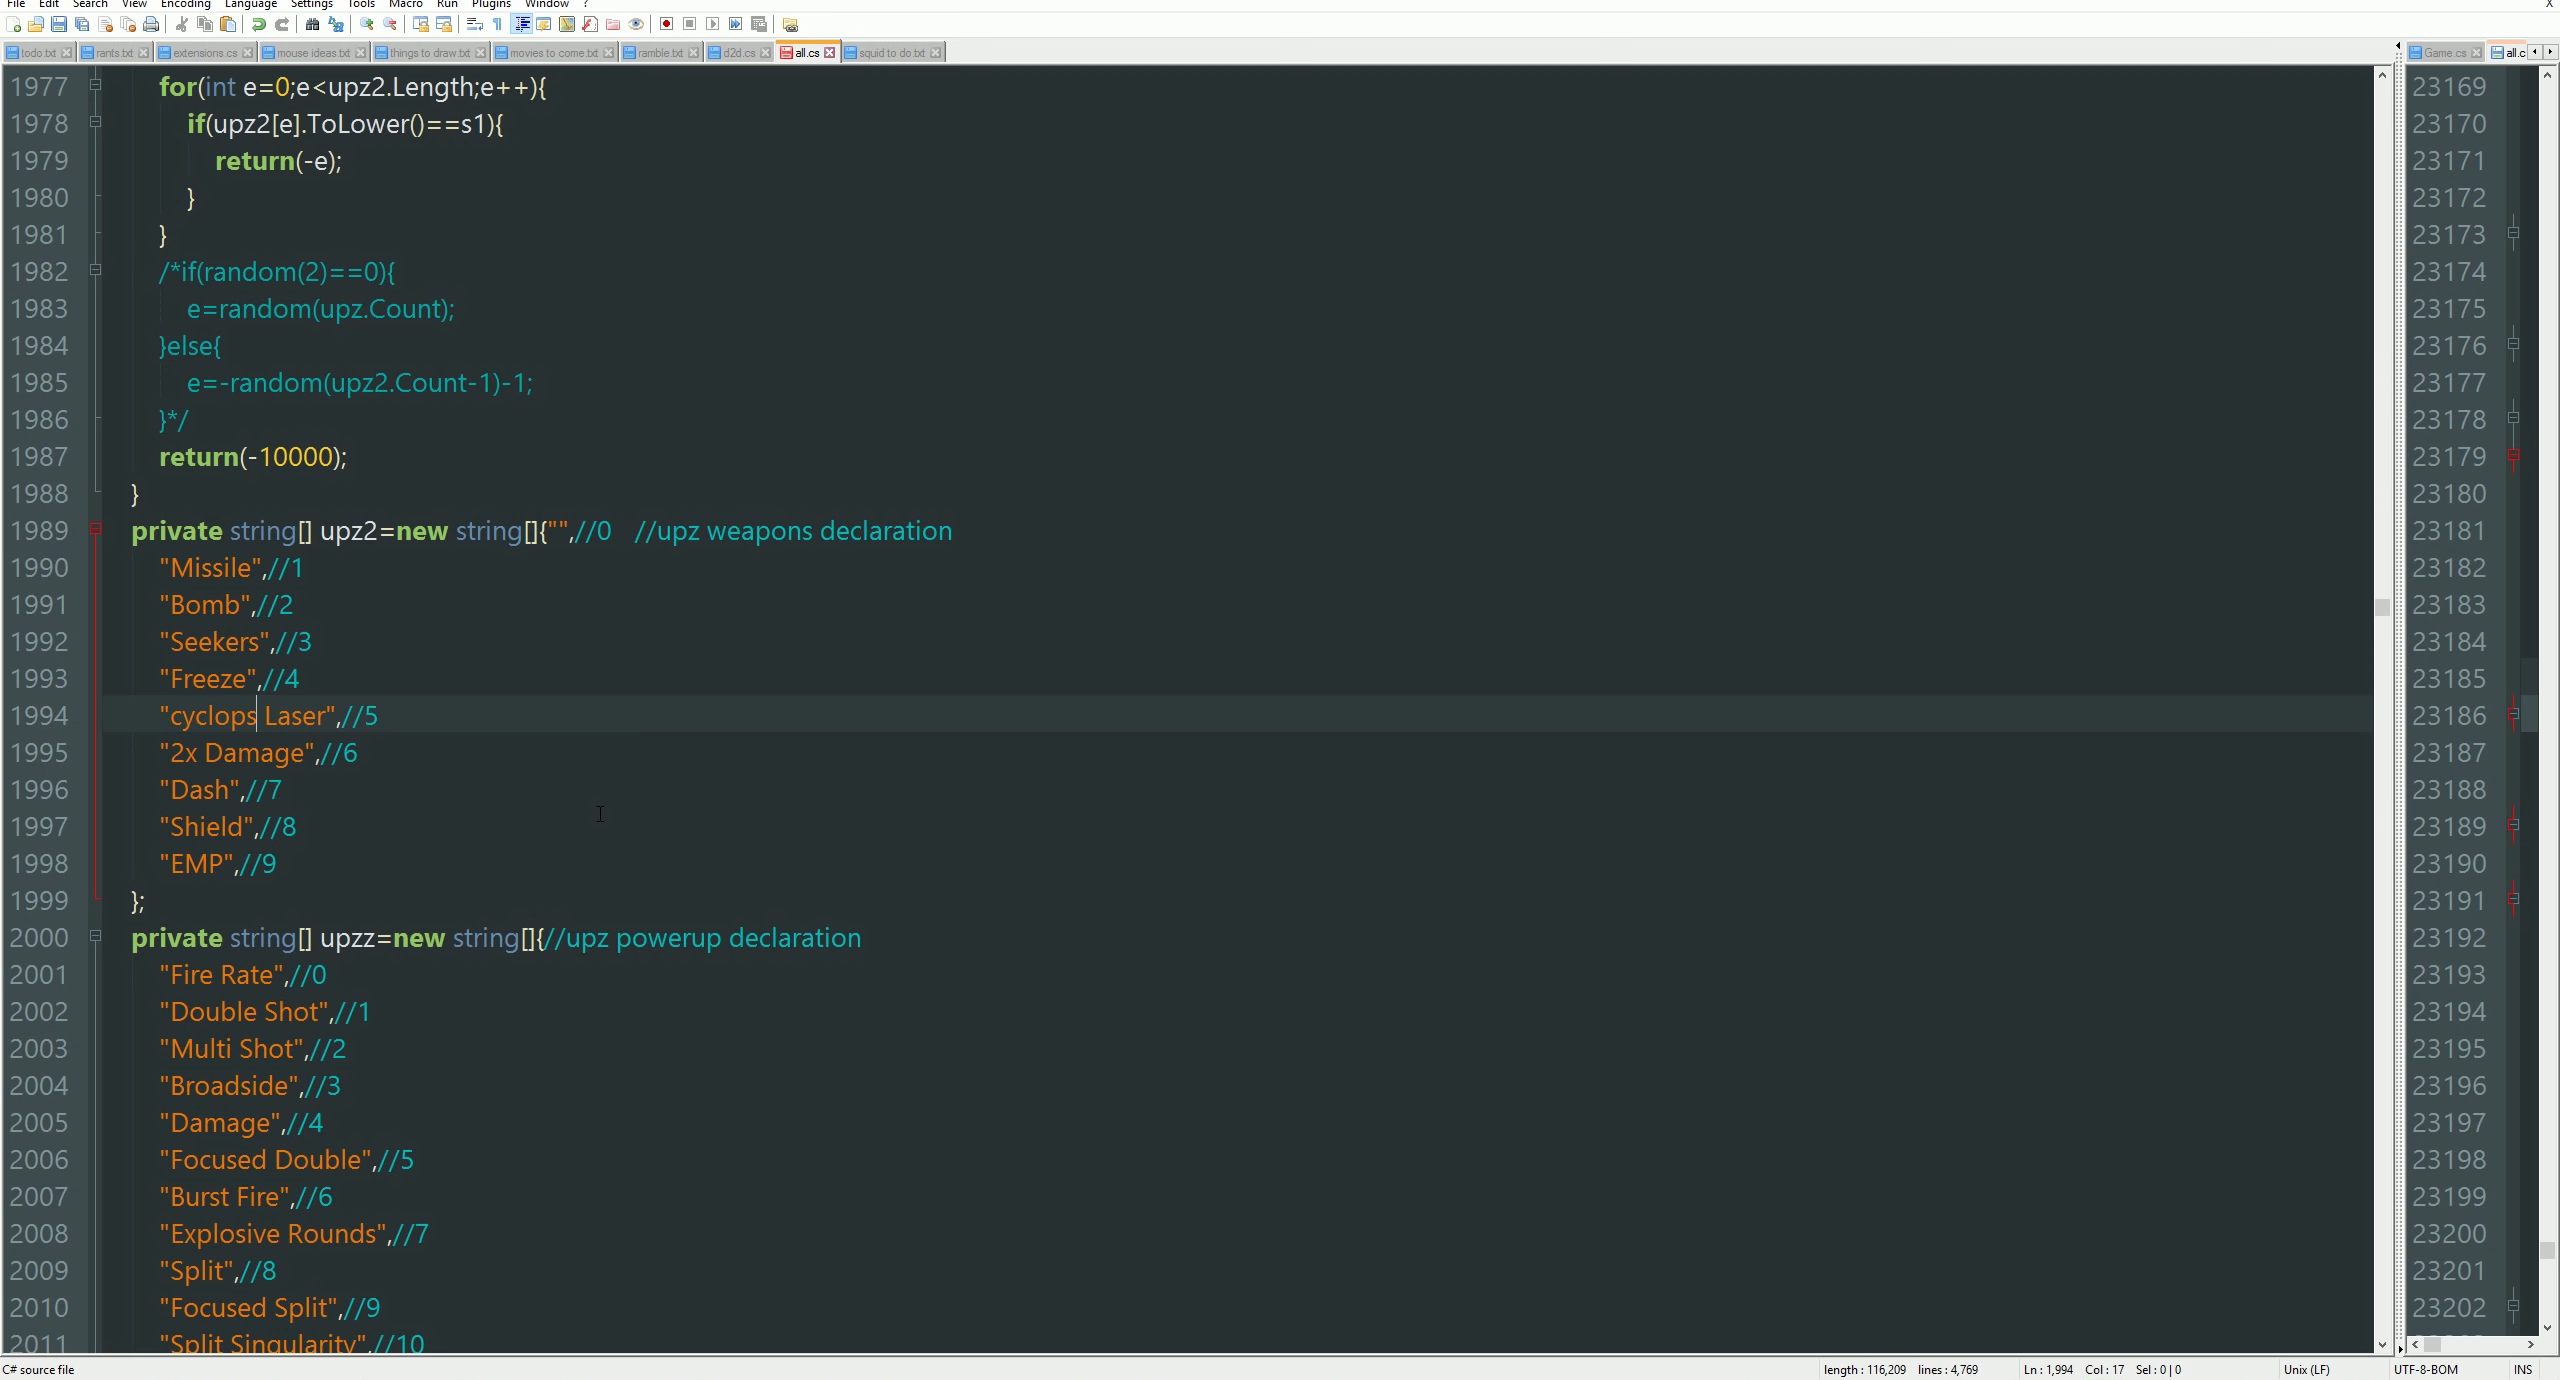 File Edit Search View Encoding Language Settings Tools Macro Run Plugins Window ? X
todo.txt rants.txt extensions.cs mouse ideas.txt things to draw.txt movies to come.txt ramble.txt d2d.cs all.cs squid to do.txt Game.cs all.c
1977 for(int e=0;e<upz2.Length;e++){
1978 if(upz2[e].ToLower()==s1){
1979 return(-e);
1980 }
1981 }
1982 /*if(random(2)==0){
1983 e=random(upz.Count);
1984 }else{
1985 e=-random(upz2.Count-1)-1;
1986 }*/
1987 return(-10000);
1988 }
1989 private string[] upz2=new string[]{"",//0 //upz weapons declaration
1990 "Missile",//1
1991 "Bomb",//2
1992 "Seekers",//3
1993 "Freeze",//4
1994 "cyclops Laser",//5
1995 "2x Damage",//6
1996 "Dash",//7
1997 "Shield",//8
1998 "EMP",//9
1999 };
2000 private string[] upzz=new string[]{//upz powerup declaration
2001 "Fire Rate",//0
2002 "Double Shot",//1
2003 "Multi Shot",//2
2004 "Broadside",//3
2005 "Damage",//4
2006 "Focused Double",//5
2007 "Burst Fire",//6
2008 "Explosive Rounds",//7
2009 "Split",//8
2010 "Focused Split",//9
2011 "Split Singularity",//10
23169
23170
23171
23172
23173
23174
23175
23176
23177
23178
23179
23180
23181
23182
23183
23184
23185
23186
23187
23188
23189
23190
23191
23192
23193
23194
23195
23196
23197
23198
23199
23200
23201
23202
C# source file length : 116,209 lines : 4,769 Ln : 1,994 Col : 17 Sel : 0 | 0 Unix (LF) UTF-8-BOM INS